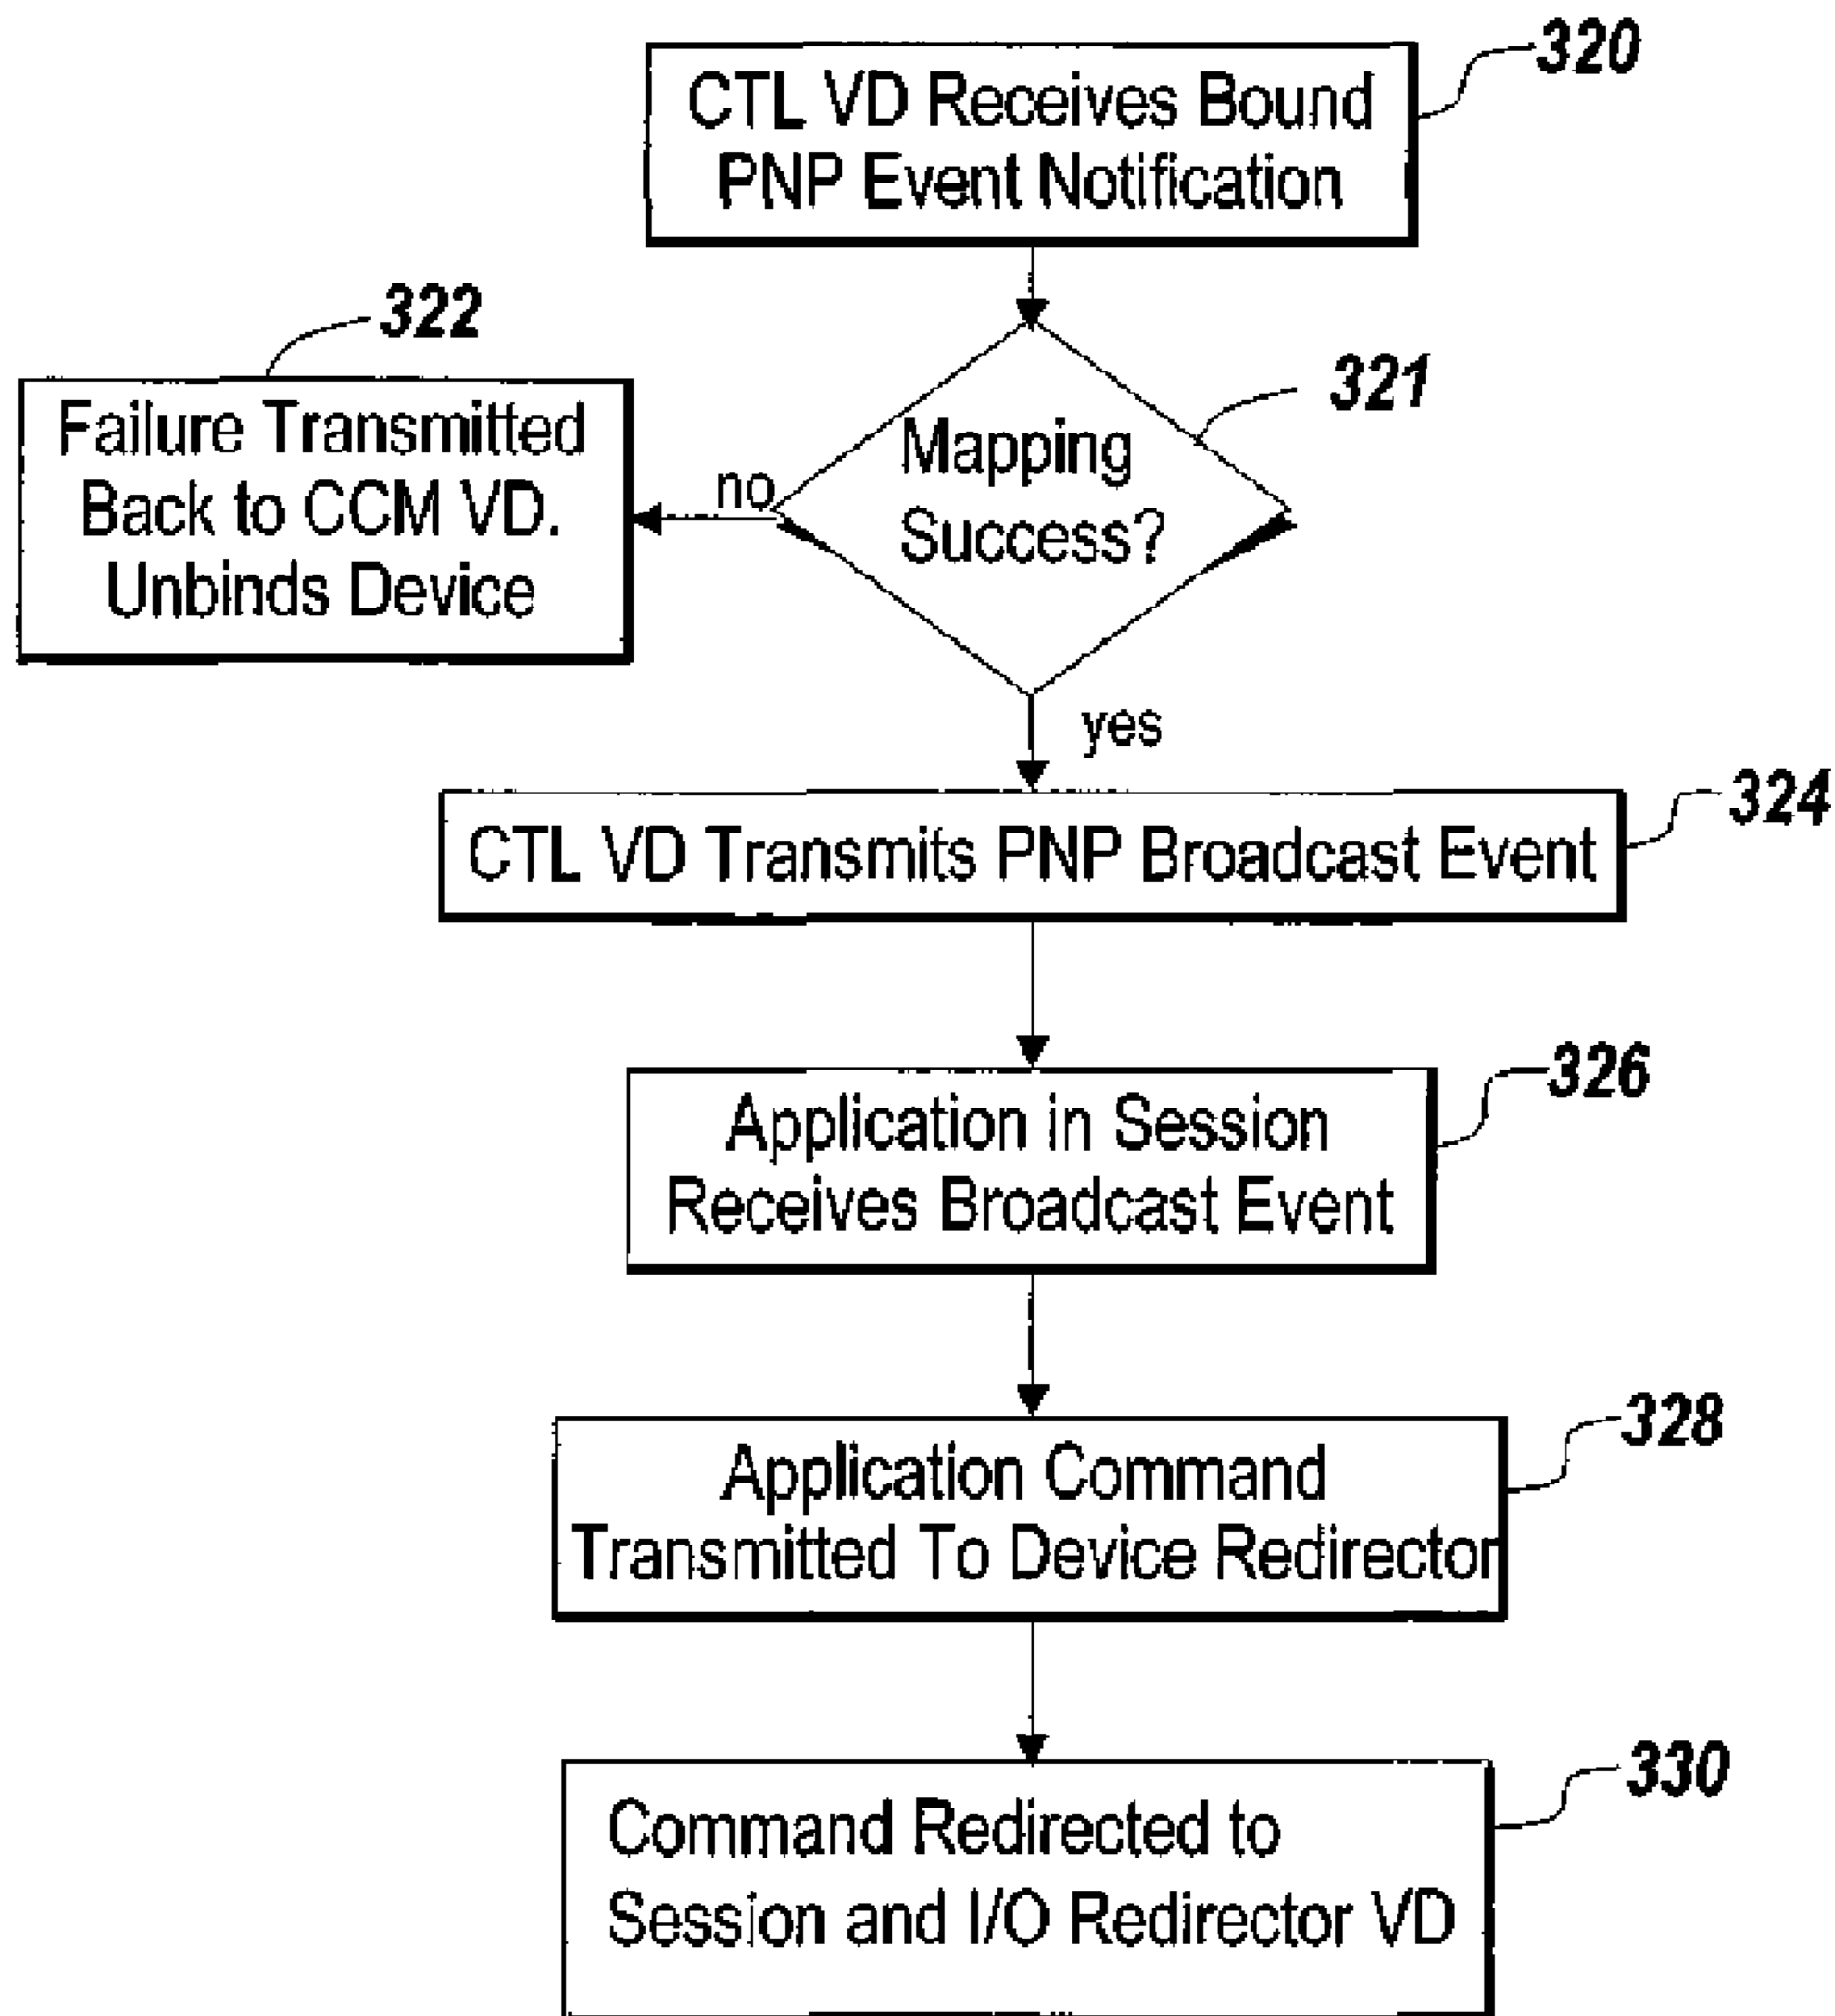 320
CTL VD Receives Bound
PNP Event Notification
322
321
Failure Transmitted
Back to CCM VD.
Unbinds Device
no
Mapping
Success?
yes
324
CTL VD Transmits PNP Broadcast Event
326
Application in Session
Receives Broadcast Event
328
Application Command
Transmitted To Device Redirector
330
Command Redirected to
Session and I/O Redirector VD